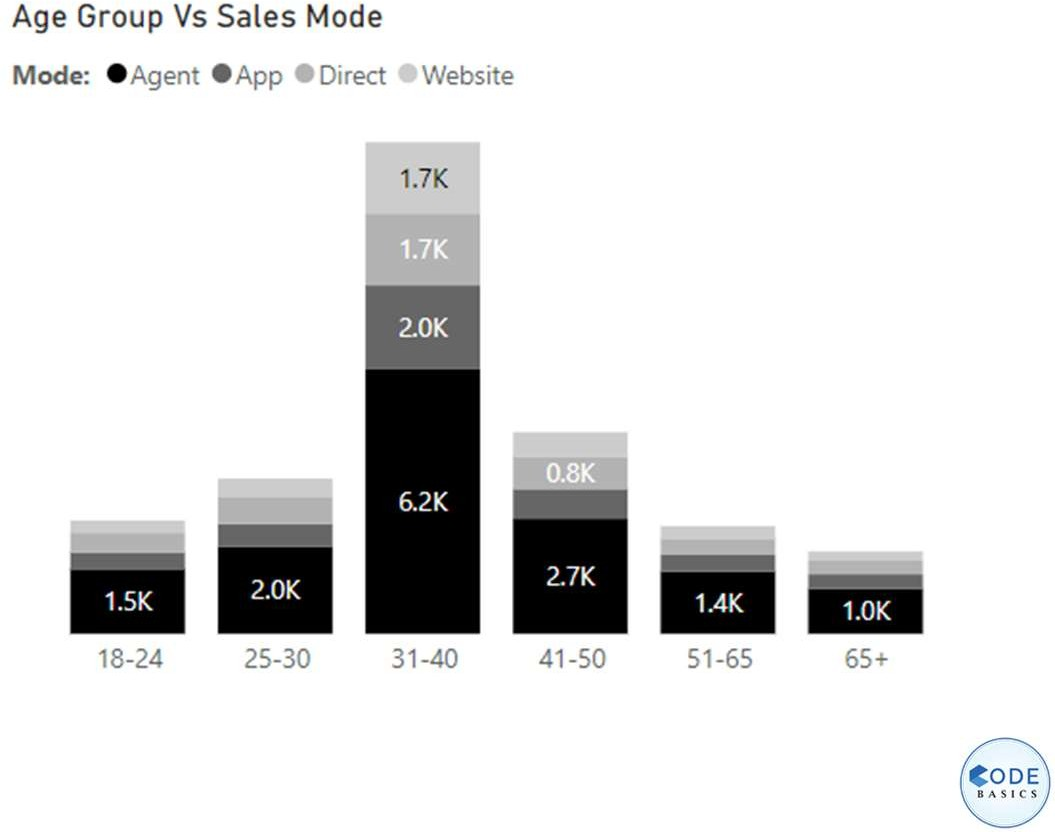 Age Group Vs Sales Mode
Mode: Agent App Direct Website
1.7K
1.7K
2.0K
6.2K
0.8K
2.7K
2.0K
1.5K
1.4K
1.0K
18-24 25-30 31-40 41-50 51-65 65+
CODE
BASICS